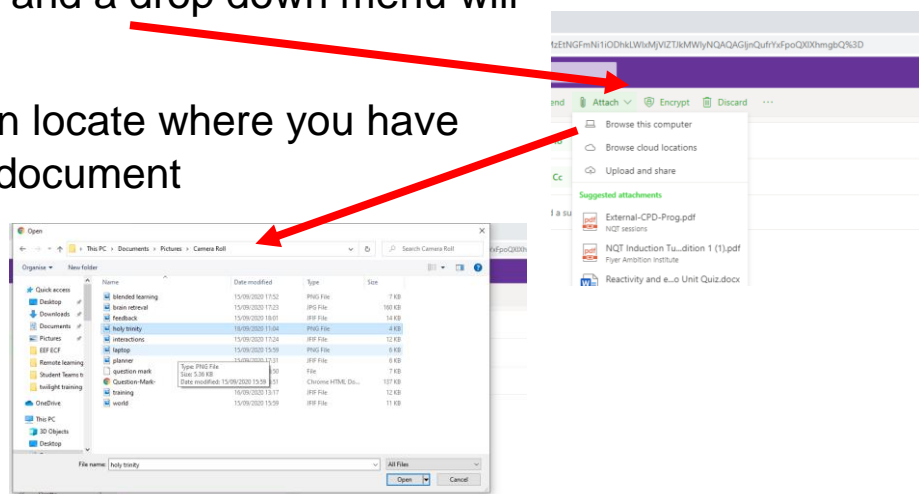 and a drop down menu will
n locate where you have
document
end Attach Encrypt Discard ...
Browse this computer
Browse cloud locations
Cc
Upload and share
Suggested attachments
External-CPD-Prog.pdf
NQT sessions
NQT Induction Tu...dition 1 (1).pdf
Flyer Ambition Institute
Reactivity and e...o Unit Quiz.docx
Open
This PC > Documents > Pictures > Camera Roll
Search Camera Roll
Organise New folder
Name Date modified Type Size
Quick access
Desktop
Downloads
Documents
Pictures
EEF ECF
Remote learning
Student Teams t
twilight training
OneDrive
This PC
3D Objects
Desktop
blended learning 15/09/2020 17:52 PNG File 7 KB
brain retreval 15/09/2020 17:23 JPG File 160 KB
feedback 15/09/2020 18:01 JFIF File 14 KB
holy trinity 18/09/2020 11:04 PNG File 4 KB
interactions 15/09/2020 17:24 JFIF File 12 KB
laptop 15/09/2020 15:59 PNG File 6 KB
planner 15/09/2020 17:31 JFIF File 6 KB
question mark :50 File 7 KB
Question-Mark- :51 Chrome HTML Do... 107 KB
training 16/09/2020 13:17 JFIF File 12 KB
world 15/09/2020 15:59 JFIF File 11 KB
Type: PNG File
Size: 5.36 KB
Date modified: 15/09/2020 15:59
File name: holy trinity All Files
Open Cancel